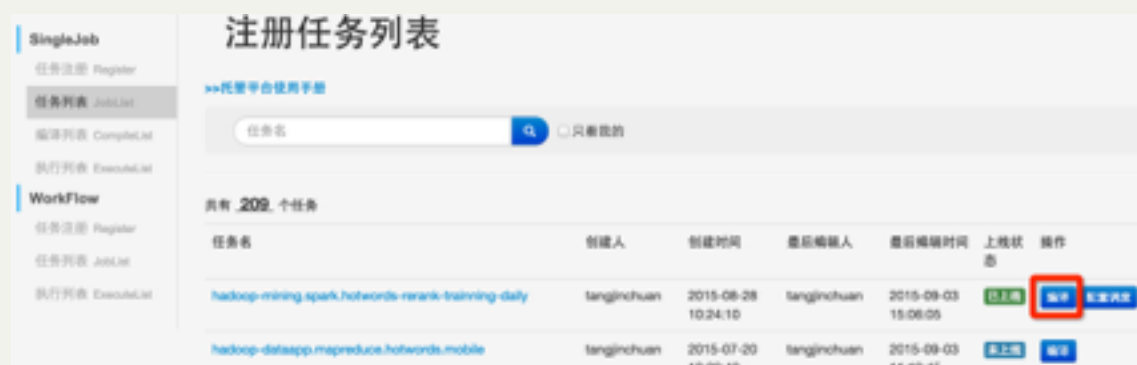 SingleJob
任务注册 Register
任务列表 JobList
编译列表 CompileList
执行列表 ExecuteList
WorkFlow
任务注册 Register
任务列表 JobList
执行列表 ExecuteList
注册任务列表
>>托管平台使用手册
任务名
只看我的
共有 209 个任务
任务名 创建人 创建时间 最后编辑人 最后编辑时间 上线状态 操作
hadoop-mining.spark.hotwords-rerank-trainning-daily tangjinchuan 2015-08-28 10:24:10 tangjinchuan 2015-09-03 15:06:05 已上线 编译 配置调度
hadoop-dataapp.mapreduce.hotwords.mobile tangjinchuan 2015-07-20 tangjinchuan 2015-09-03 未上线 编译